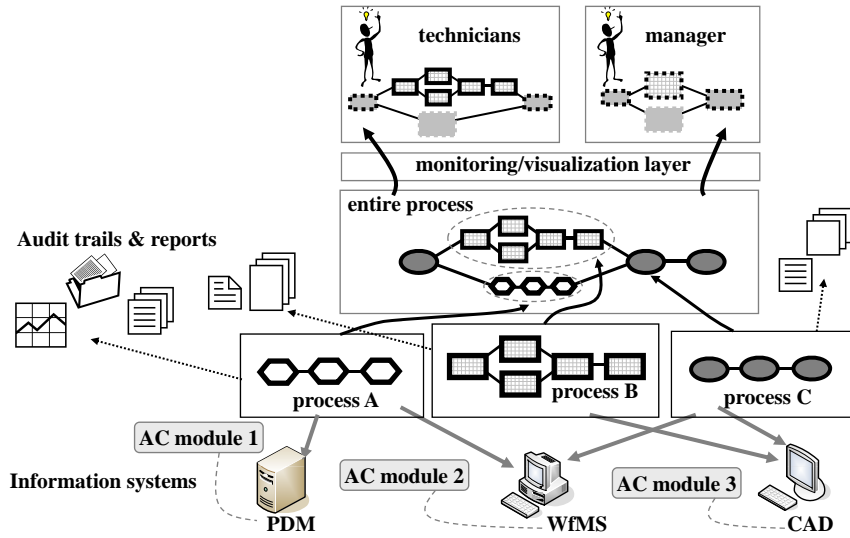 technicians
manager
monitoring/visualization layer
entire process
Audit trails & reports
process A
process B
process C
AC module 1
AC module 2
AC module 3
Information systems
PDM
WfMS
CAD